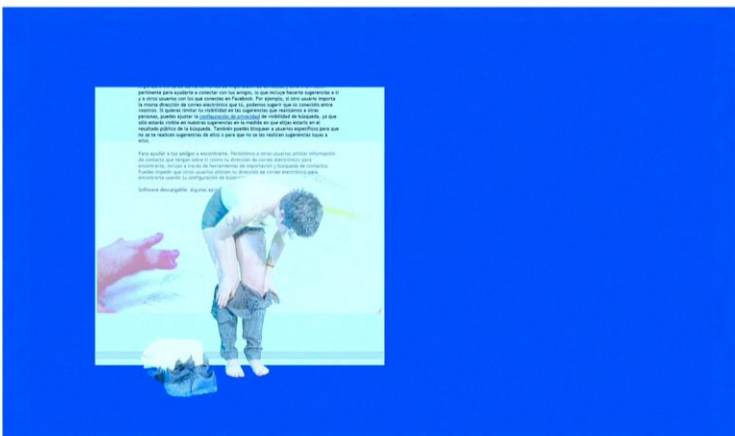 pertinente para ayudarte a conectar con tus amigos, lo que incluye hacerte sugerencias a ti
y a otros usuarios con los que conectes en Facebook. Por ejemplo, si otro usuario importa
la misma dirección de correo electrónico que tú, podemos sugerir que os conectéis entre
vosotros. Si quieres limitar tu visibilidad en las sugerencias que realizamos a otras
personas, puedes ajustar la configuración de privacidad de visibilidad de búsqueda, ya que
sólo estarás visible en nuestras sugerencias en la medida en que elijas estarlo en el
resultado público de la búsqueda. También puedes bloquear a usuarios específicos para que
no se te realicen sugerencias de ellos o para que no se les realicen sugerencias tuyas a
ellos.
Para ayudar a tus amigos a encontrarte. Permitimos a otros usuarios utilizar información
de contacto que tengan sobre ti (como tu dirección de correo electrónico) para
encontrarte, incluso a través de herramientas de importación y búsqueda de contactos.
Puedes impedir que otros usuarios utilicen tu dirección de correo electrónico para
encontrarte usando tu configuración de
Software descargable. Algunas